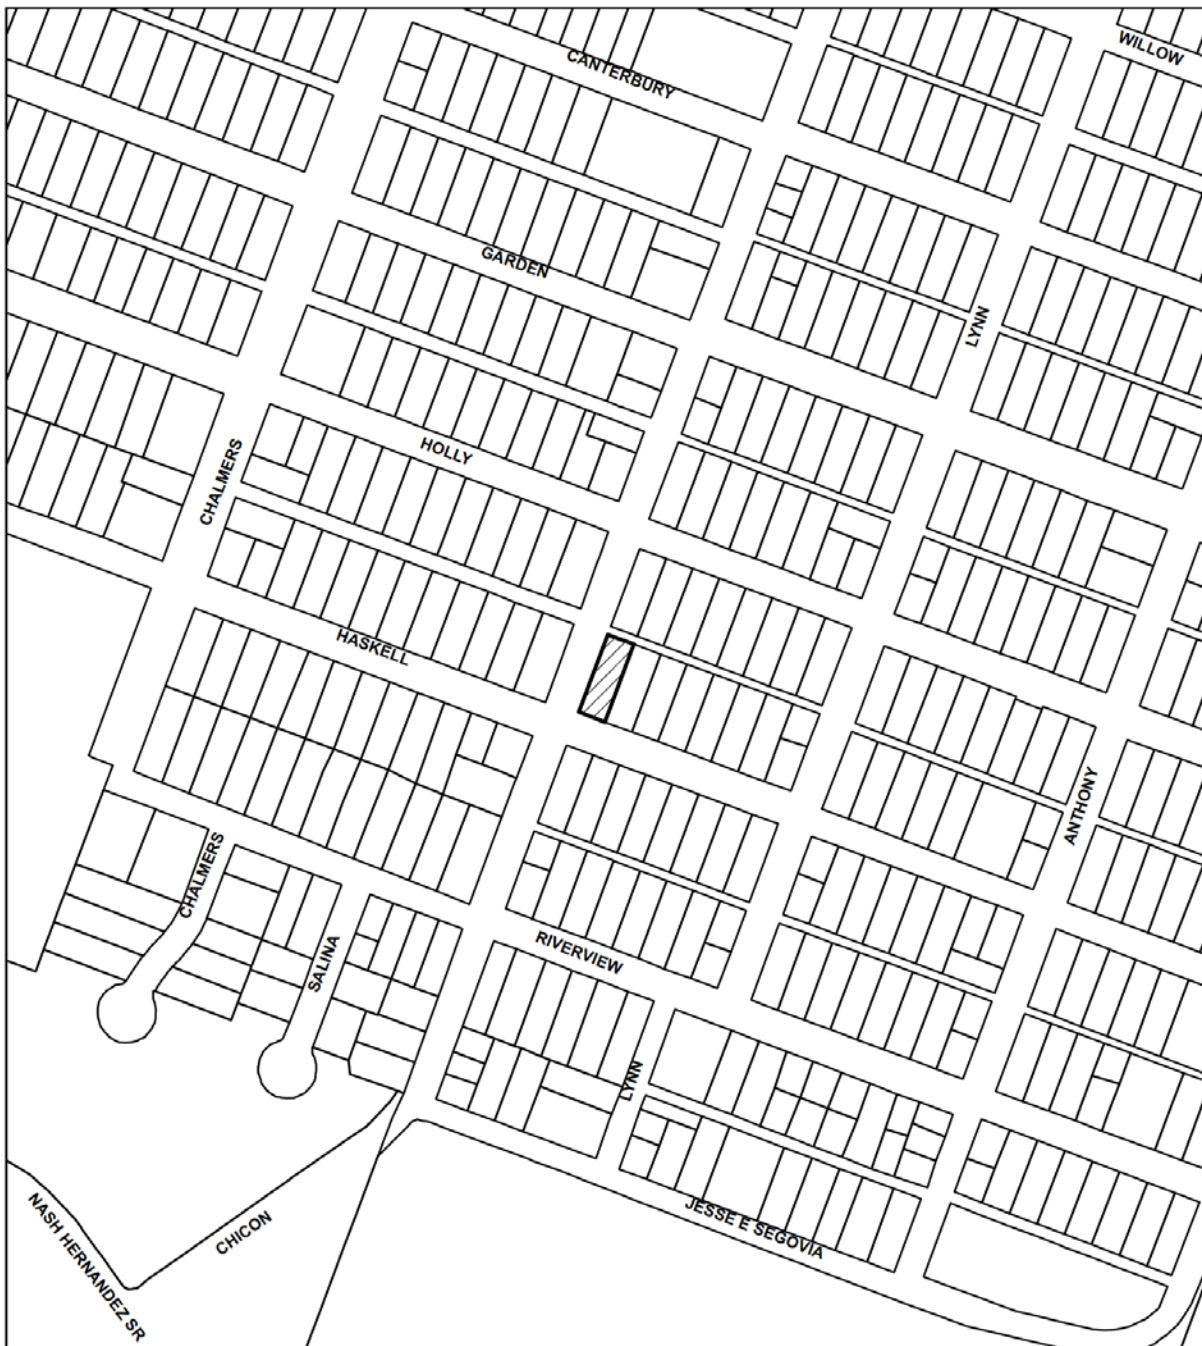 WILLOW
CANTERBURY
GARDEN
LYNN
HOLLY
CHALMERS
HASKELL
ANTHONY
CHALMERS
RIVERVIEW
SALINA
LYNN
JESSE E SEGOVIA
CHICON
NASH HERNANDEZ SR